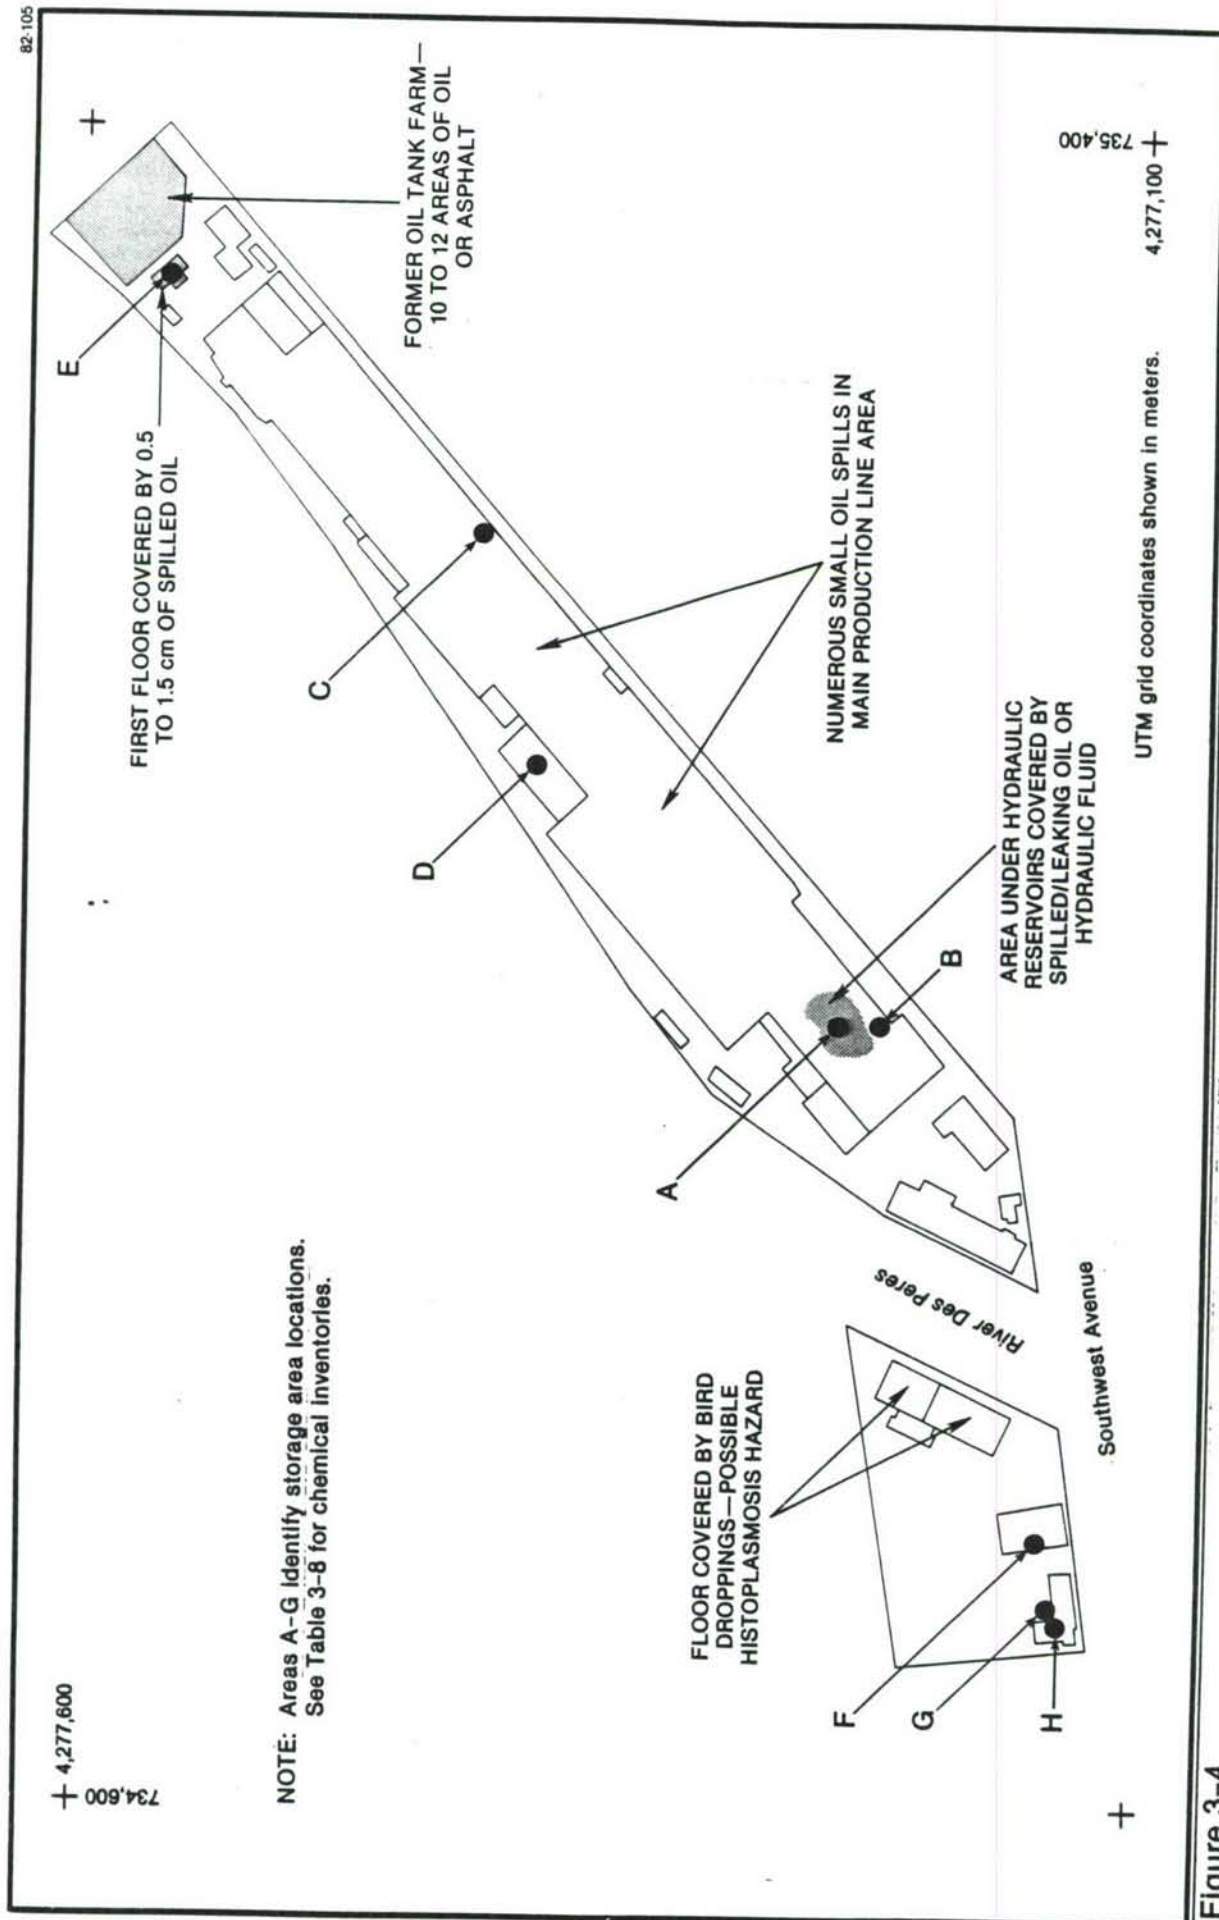 82-105
4,277,600
734,600
NOTE: Areas A-G identify storage area locations.
See Table 3-8 for chemical inventories.
FIRST FLOOR COVERED BY 0.5
TO 1.5 cm OF SPILLED OIL
E
FORMER OIL TANK FARM—
10 TO 12 AREAS OF OIL
OR ASPHALT
C
D
NUMEROUS SMALL OIL SPILLS IN
MAIN PRODUCTION LINE AREA
A
B
AREA UNDER HYDRAULIC
RESERVOIRS COVERED BY
SPILLED/LEAKING OIL OR
HYDRAULIC FLUID
FLOOR COVERED BY BIRD
DROPPINGS—POSSIBLE
HISTOPLASMOSIS HAZARD
River Des Peres
F
G
H
Southwest Avenue
735,400
4,277,100
UTM grid coordinates shown in meters.
Figure 3-4